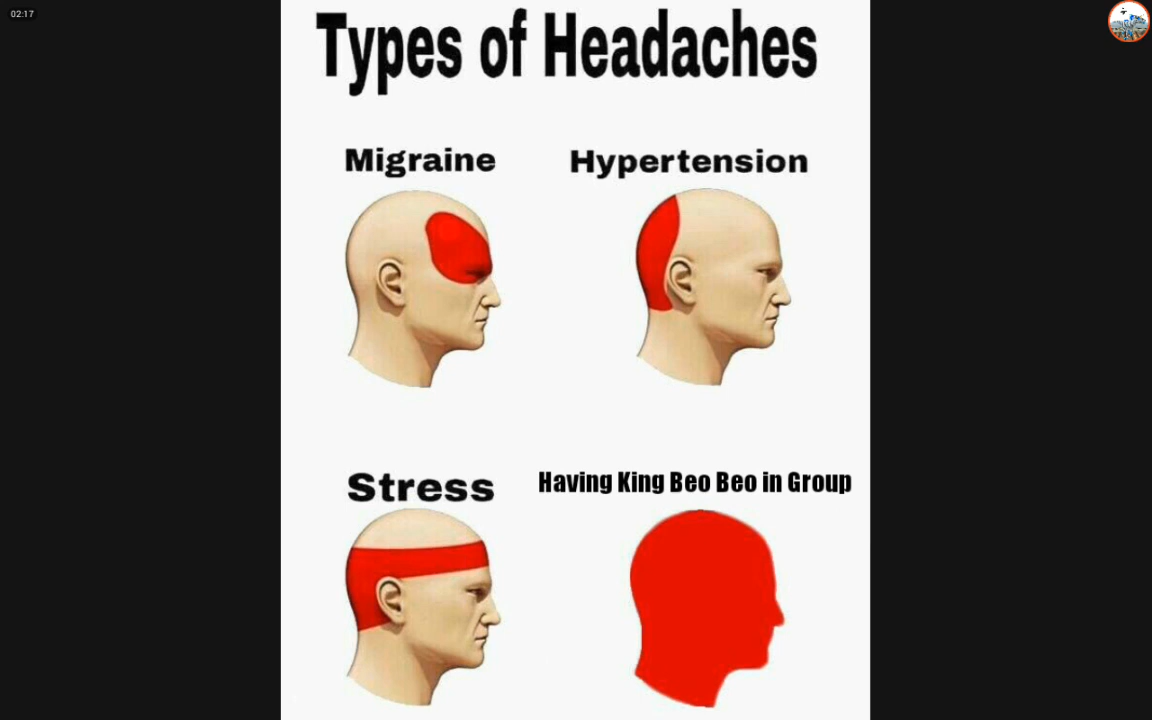 02:17
Types of Headaches
Migraine
Hypertension
Stress
Having King Beo Beo in Group